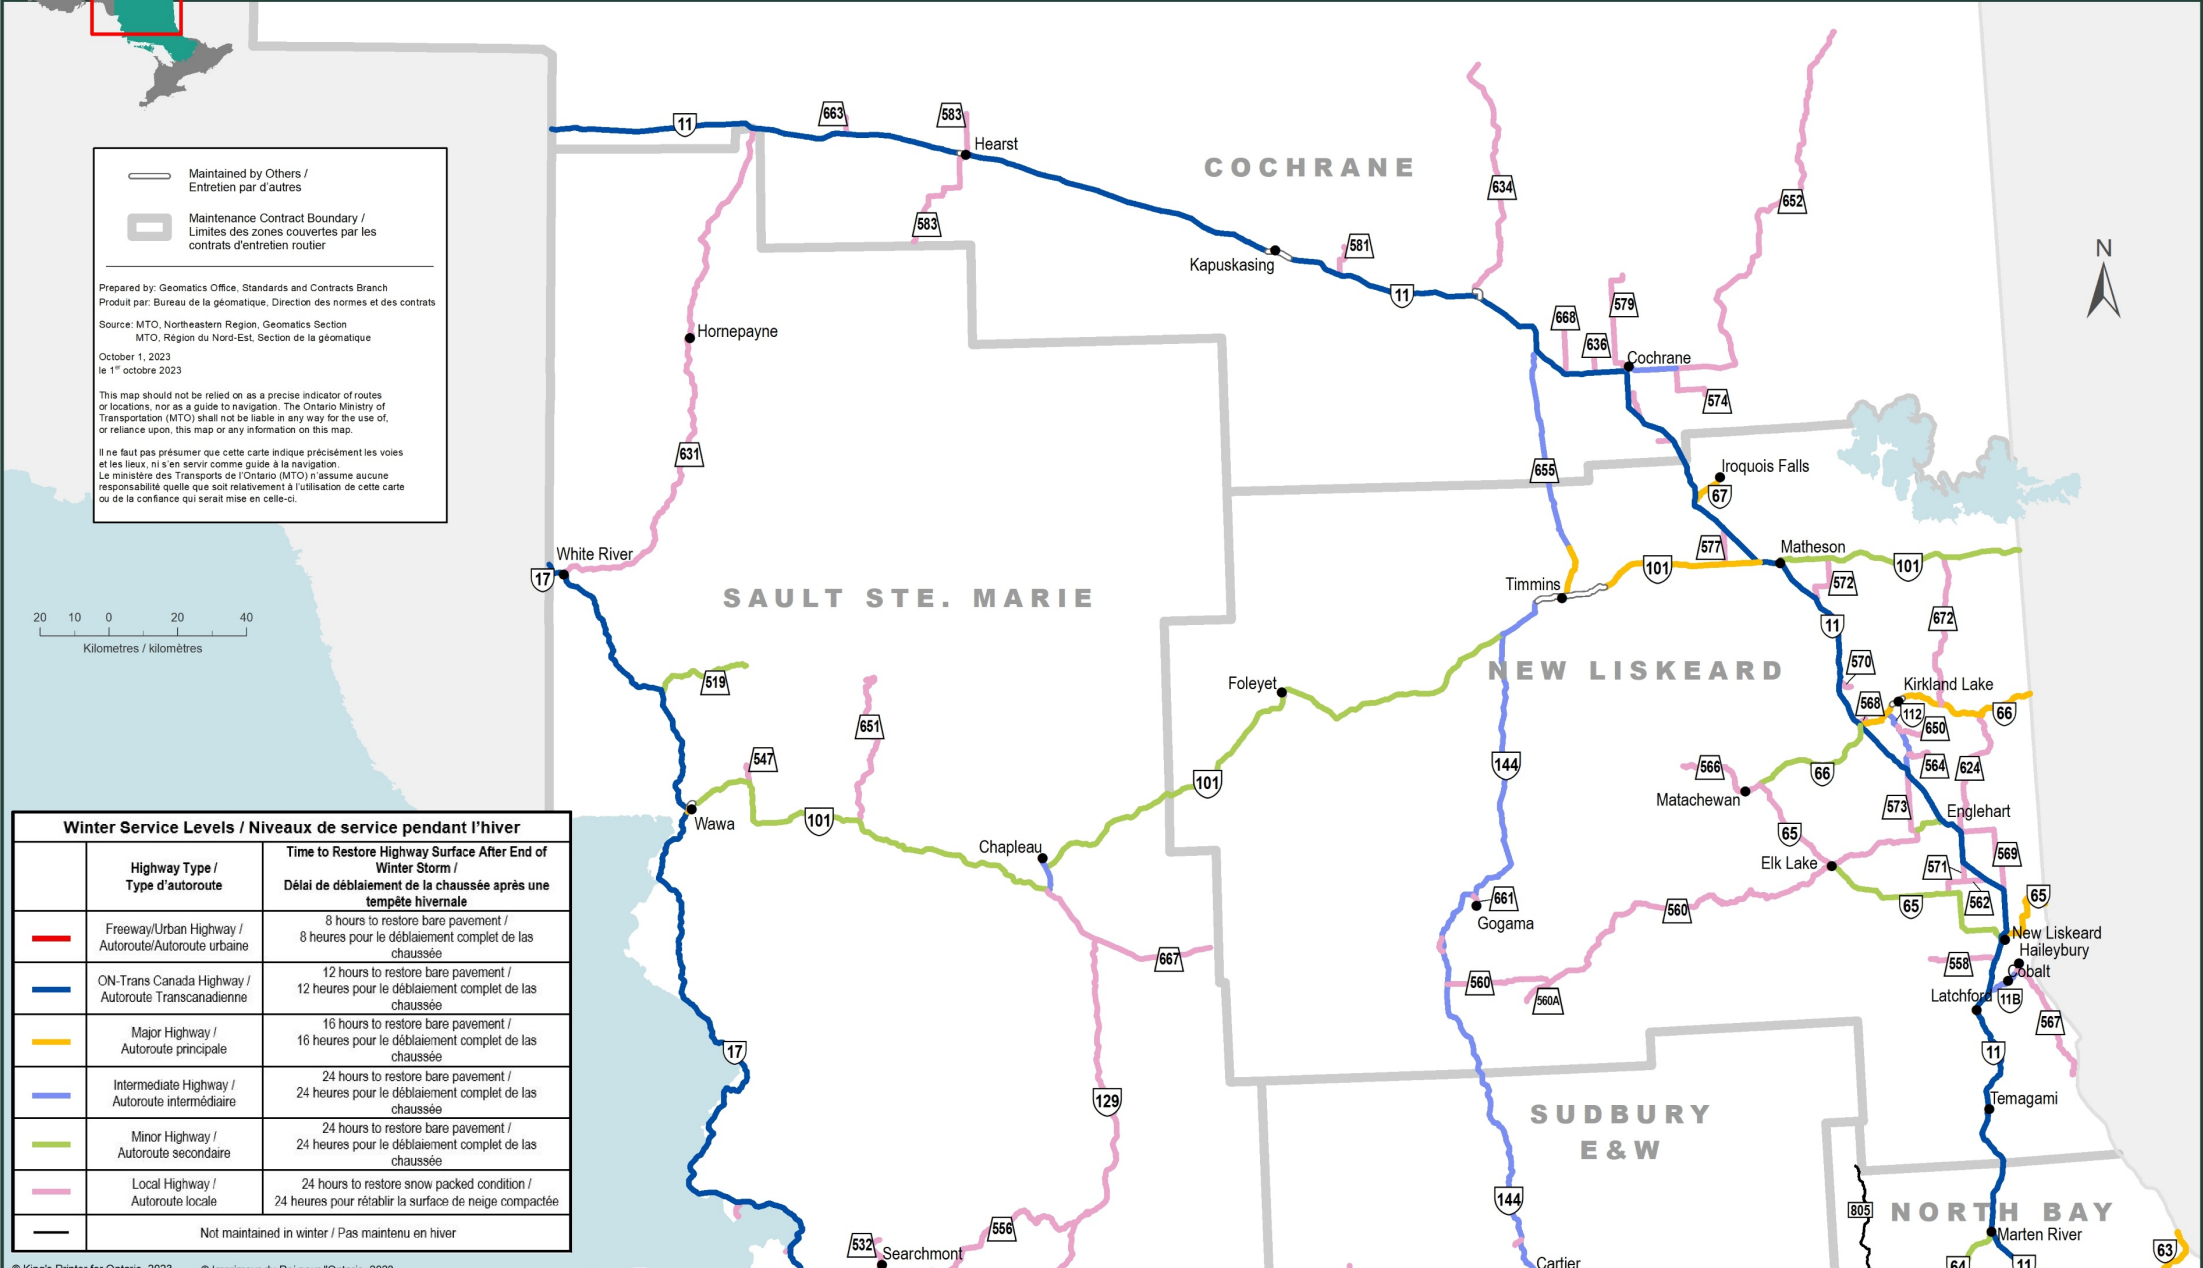 Maintained by Others /
Entretien par d'autres
Maintenance Contract Boundary /
Limites des zones couvertes par les
contrats d'entretien routier
Prepared by: Geomatics Office, Standards and Contracts Branch
Produit par: Bureau de la géomatique, Direction des normes et des contrats
Source: MTO, Northeastern Region, Geomatics Section
MTO, Région du Nord-Est, Section de la géomatique
October 1, 2023
le 1er octobre 2023
This map should not be relied on as a precise indicator of routes
or locations, nor as a guide to navigation. The Ontario Ministry of
Transportation (MTO) shall not be liable in any way for the use of,
or reliance upon, this map or any information on this map.
Il ne faut pas présumer que cette carte indique précisément les voies
et les lieux, ni s'en servir comme guide à la navigation.
Le ministère des Transports de l'Ontario (MTO) n'assume aucune
responsabilité quelle que soit relativement à l'utilisation de cette carte
ou de la confiance qui serait mise en celle-ci.
20 10 0 20 40
Kilometres / kilomètres
Winter Service Levels / Niveaux de service pendant l'hiver
Highway Type /
Type d'autoroute
Time to Restore Highway Surface After End of
Winter Storm /
Délai de déblaiement de la chaussée après une
tempête hivernale
Freeway/Urban Highway /
Autoroute/Autoroute urbaine
8 hours to restore bare pavement /
8 heures pour le déblaiement complet de las
chaussée
ON-Trans Canada Highway /
Autoroute Transcanadienne
12 hours to restore bare pavement /
12 heures pour le déblaiement complet de las
chaussée
Major Highway /
Autoroute principale
16 hours to restore bare pavement /
16 heures pour le déblaiement complet de las
chaussée
Intermediate Highway /
Autoroute intermédiaire
24 hours to restore bare pavement /
24 heures pour le déblaiement complet de las
chaussée
Minor Highway /
Autoroute secondaire
24 hours to restore bare pavement /
24 heures pour le déblaiement complet de las
chaussée
Local Highway /
Autoroute locale
24 hours to restore snow packed condition /
24 heures pour rétablir la surface de neige compactée
Not maintained in winter / Pas maintenu en hiver
11
663
583
Hearst
583
COCHRANE
634
652
N
581
Kapuskasing
11
579
668
636
Cochrane
574
Hornepayne
631
655
Iroquois Falls
67
White River
17
577
Matheson
101
101
572
Timmins
SAULT STE. MARIE
11
672
NEW LISKEARD
570
519
Foleyet
Kirkland Lake
568
112
66
650
651
547
144
566
66
564
624
101
Matachewan
573
Englehart
Wawa
101
65
Chapleau
Elk Lake
571
569
661
Gogama
560
65
562
65
New Liskeard
Haileybury
667
558
Cobalt
560
560A
Latchford
11B
567
17
11
129
Temagami
SUDBURY
E & W
144
805
NORTH BAY
556
532
Searchmont
Marten River
63
64
11
Cartier